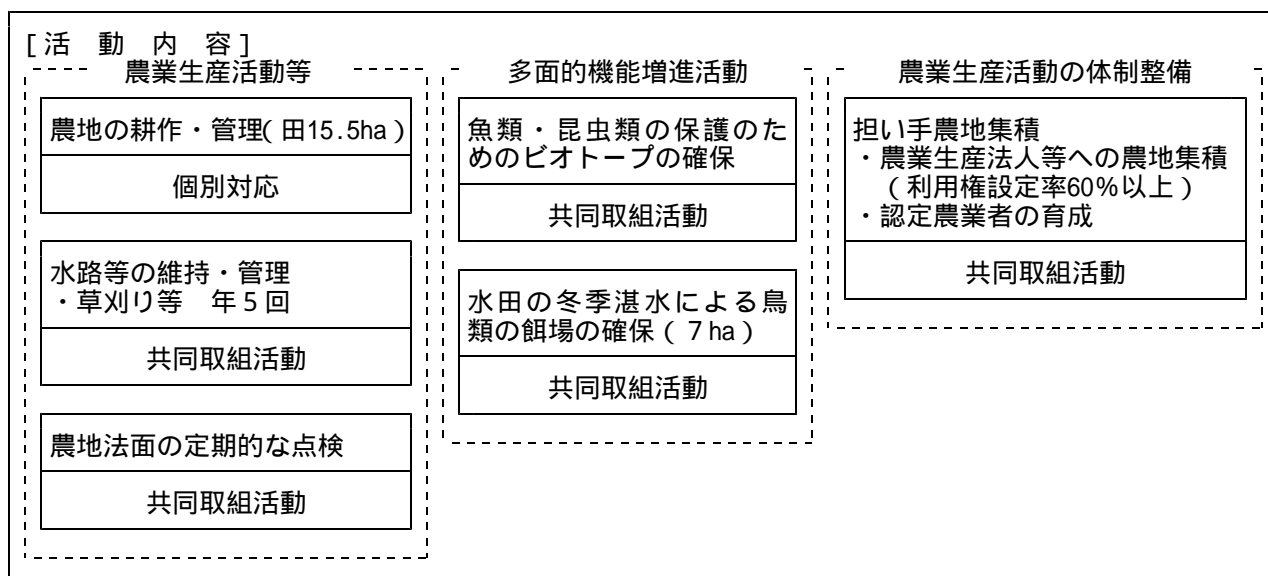 [活 動 内 容]
農業生産活動等
農地の耕作・管理(田15.5ha)
個別対応
水路等の維持・管理
・草刈り等 年5回
共同取組活動
農地法面の定期的な点検
共同取組活動
多面的機能増進活動
魚類・昆虫類の保護のた
めのビオトープの確保
共同取組活動
水田の冬季湛水による鳥
類の餌場の確保(7ha)
共同取組活動
農業生産活動の体制整備
担い手農地集積
・農業生産法人等への農地集積
(利用権設定率60%以上)
・認定農業者の育成
共同取組活動